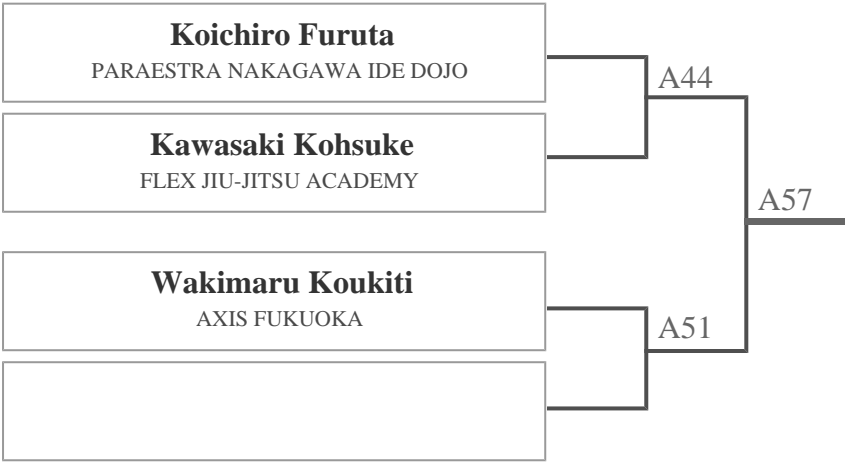 Koichiro Furuta
PARAESTRA NAKAGAWA IDE DOJO
A44
Kawasaki Kohsuke
FLEX JIU-JITSU ACADEMY
A57
Wakimaru Koukiti
AXIS FUKUOKA
A51